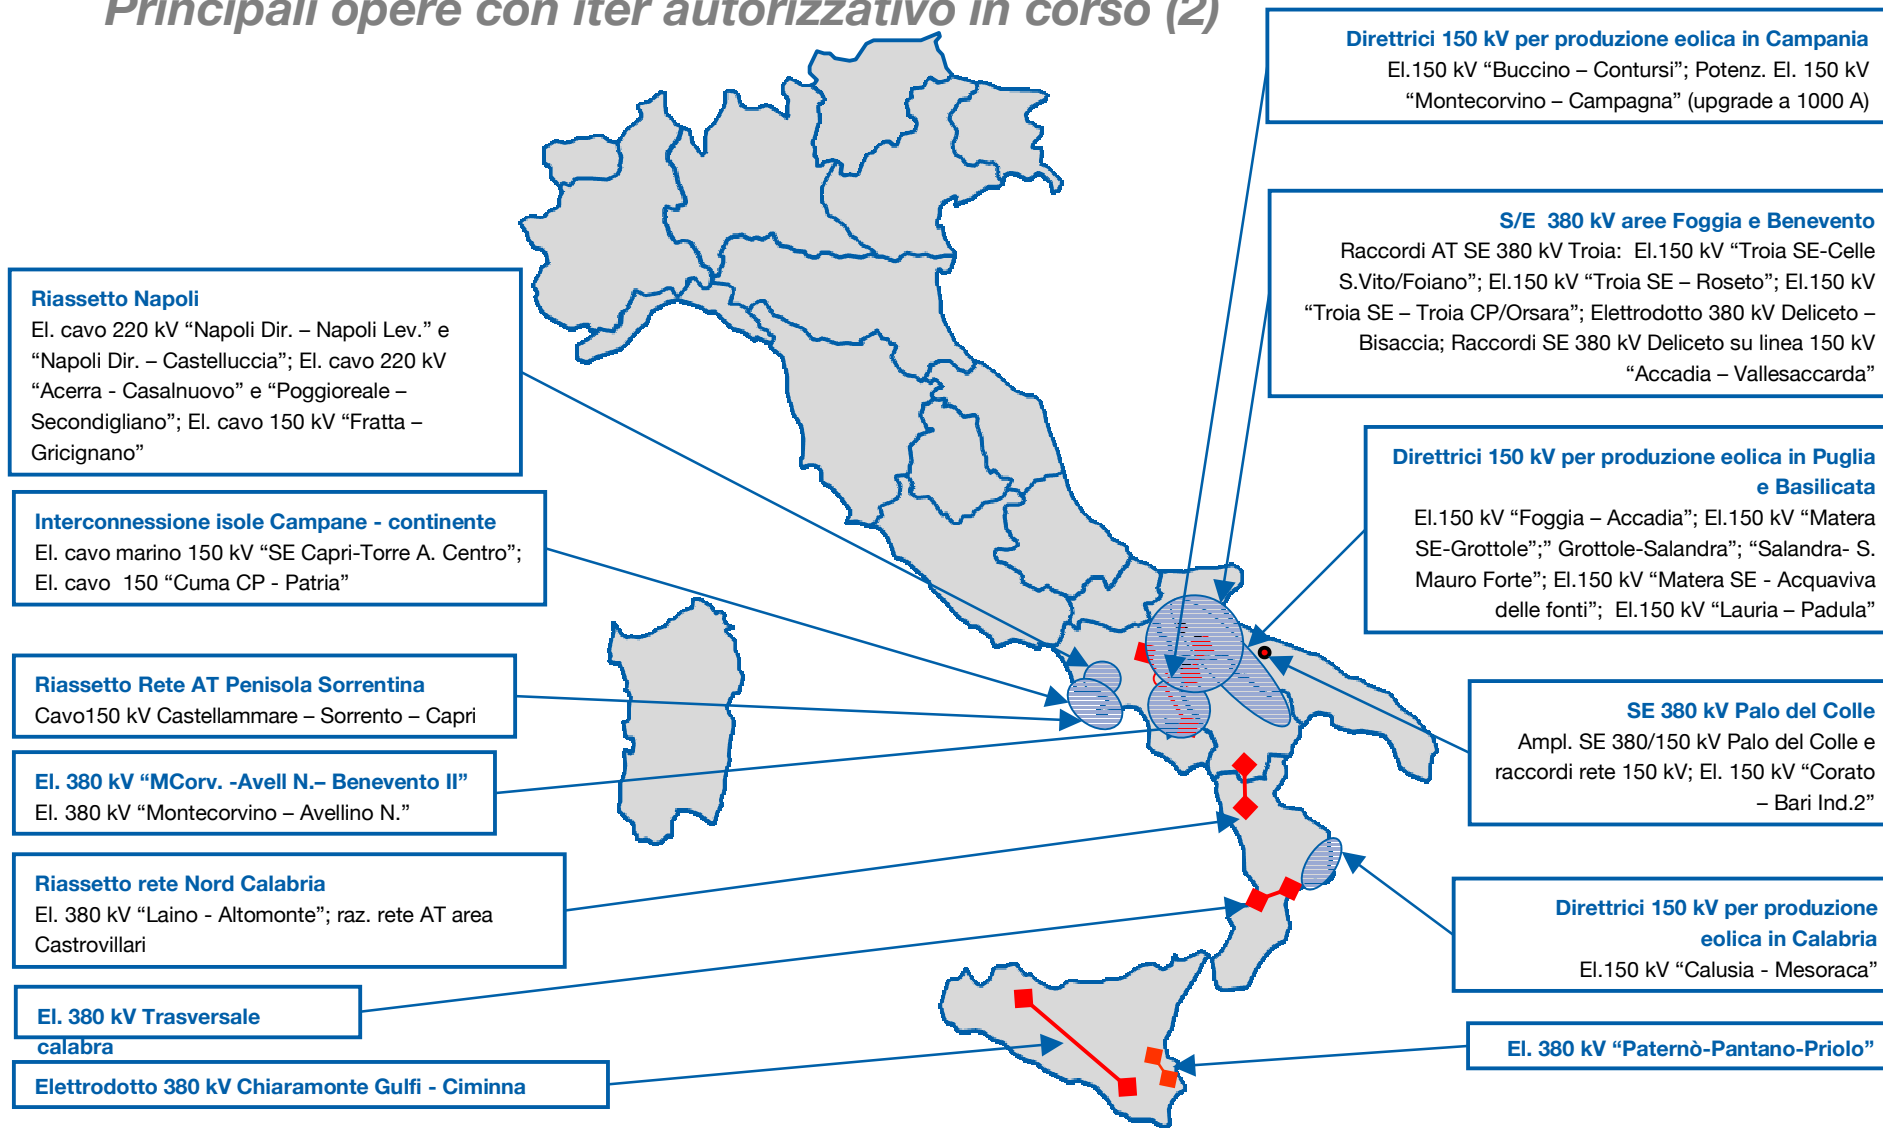 Principali opere con iter autorizzativo in corso (2)
Riassetto Napoli
El. cavo 220 kV “Napoli Dir. – Napoli Lev.” e
“Napoli Dir. – Castelluccia”; El. cavo 220 kV
“Acerra - Casalnuovo” e “Poggioreale –
Secondigliano”; El. cavo 150 kV “Fratta –
Gricignano”
Interconnessione isole Campane - continente
El. cavo marino 150 kV “SE Capri-Torre A. Centro”;
El. cavo  150 “Cuma CP - Patria”
Riassetto Rete AT Penisola Sorrentina
Cavo150 kV Castellammare – Sorrento – Capri
El. 380 kV “MCorv. -Avell N.– Benevento II”
El. 380 kV “Montecorvino – Avellino N.”
Riassetto rete Nord Calabria
El. 380 kV “Laino - Altomonte”; raz. rete AT area
Castrovillari
El. 380 kV Trasversale
calabra
Elettrodotto 380 kV Chiaramonte Gulfi - Ciminna
Direttrici 150 kV per produzione eolica in Campania
El.150 kV “Buccino – Contursi”; Potenz. El. 150 kV
“Montecorvino – Campagna” (upgrade a 1000 A)
S/E  380 kV aree Foggia e Benevento
Raccordi AT SE 380 kV Troia:  El.150 kV “Troia SE-Celle
S.Vito/Foiano”; El.150 kV “Troia SE – Roseto”; El.150 kV
“Troia SE – Troia CP/Orsara”; Elettrodotto 380 kV Deliceto –
Bisaccia; Raccordi SE 380 kV Deliceto su linea 150 kV
“Accadia – Vallesaccarda”
Direttrici 150 kV per produzione eolica in Puglia
e Basilicata
El.150 kV “Foggia – Accadia”; El.150 kV “Matera
SE-Grottole”;” Grottole-Salandra”; “Salandra- S.
Mauro Forte”; El.150 kV “Matera SE - Acquaviva
delle fonti”;  El.150 kV “Lauria – Padula”
SE 380 kV Palo del Colle
Ampl. SE 380/150 kV Palo del Colle e
raccordi rete 150 kV; El. 150 kV “Corato
– Bari Ind.2”
Direttrici 150 kV per produzione
eolica in Calabria
El.150 kV “Calusia - Mesoraca”
El. 380 kV “Paternò-Pantano-Priolo”